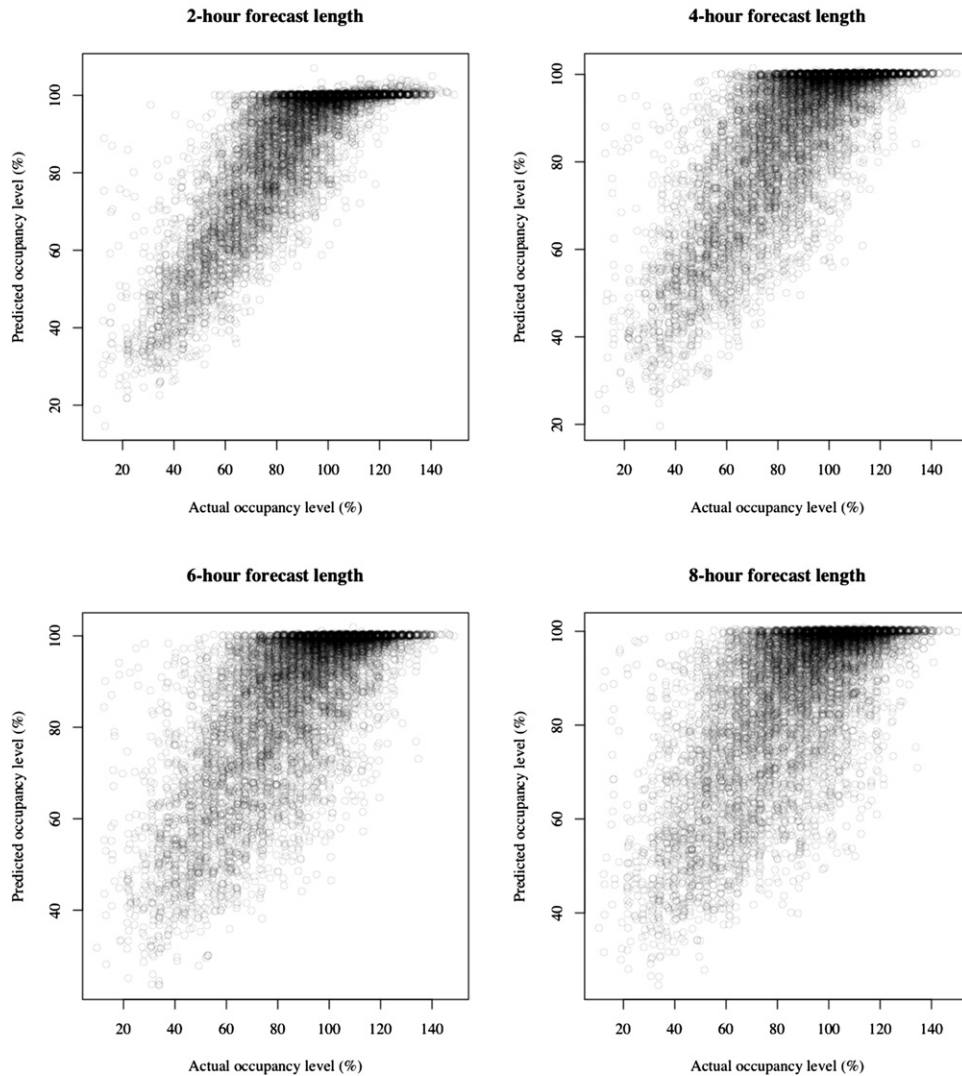 2-hour forecast length
Predicted occupancy level (%)
100
80
60
40
20
20 40 60 80 100 120 140
Actual occupancy level (%)
4-hour forecast length
Predicted occupancy level (%)
100
80
60
40
20
20 40 60 80 100 120 140
Actual occupancy level (%)
6-hour forecast length
Predicted occupancy level (%)
100
80
60
40
20 40 60 80 100 120 140
Actual occupancy level (%)
8-hour forecast length
Predicted occupancy level (%)
100
80
60
40
20 40 60 80 100 120 140
Actual occupancy level (%)